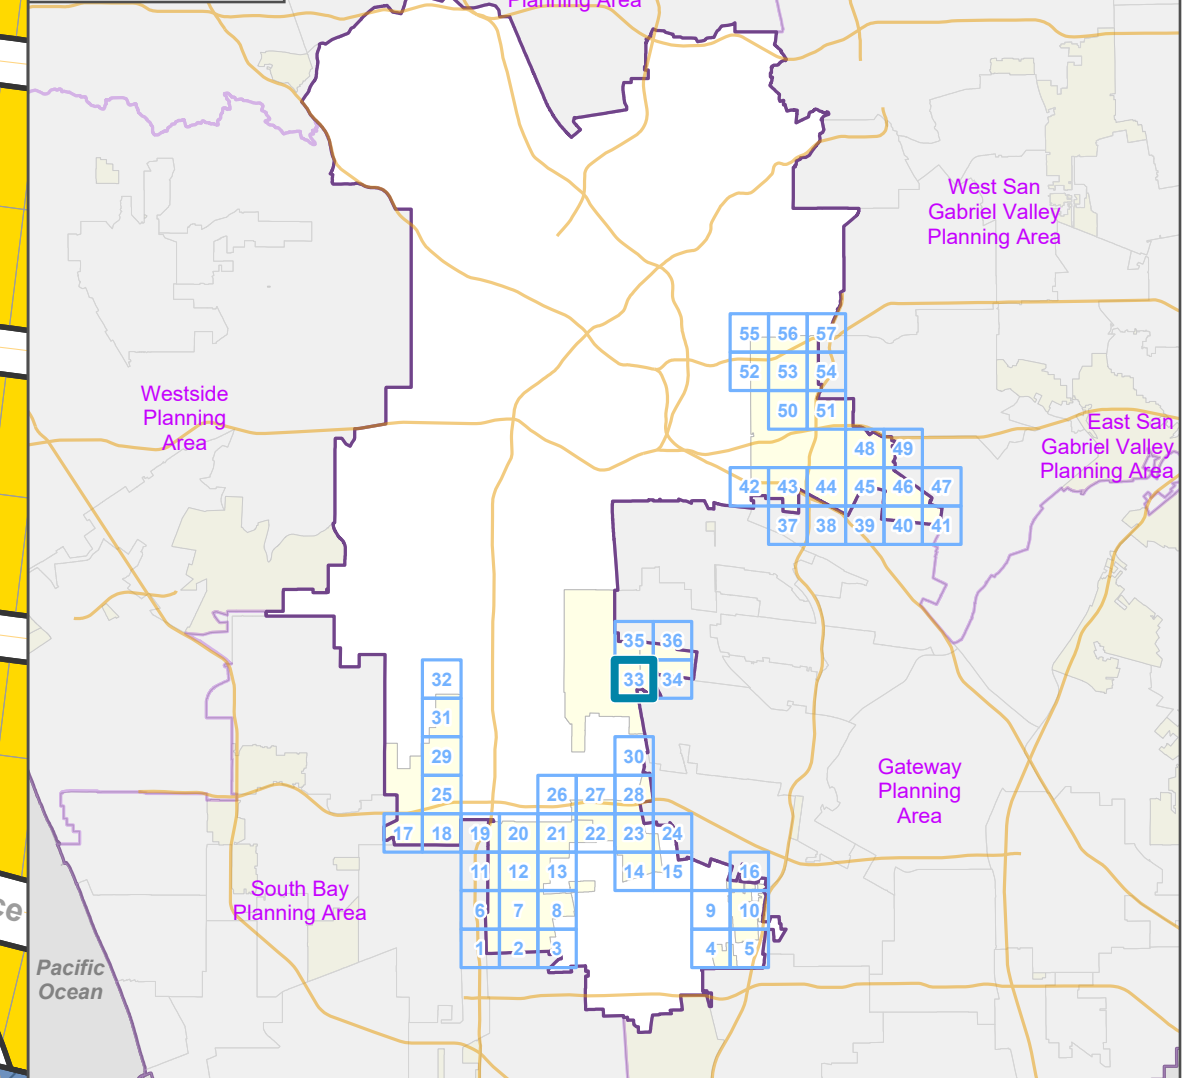 Planning Area
West San
Gabriel Valley
Planning Area
55 56 57
52 53 54
Westside
Planning
Area
50 51
East San
Gabriel Valley
Planning Area
48 49
42 43 44 45 46 47
37 38 39 40 41
35 36
33 34
32
31
29
30
25
26 27 28
Gateway
Planning
Area
17 18 19 20 21 22 23 24
11 12 13 14 15 16
South Bay
Planning Area
6 7 8 9 10
ce
1 2 3 4 5
Pacific
Ocean